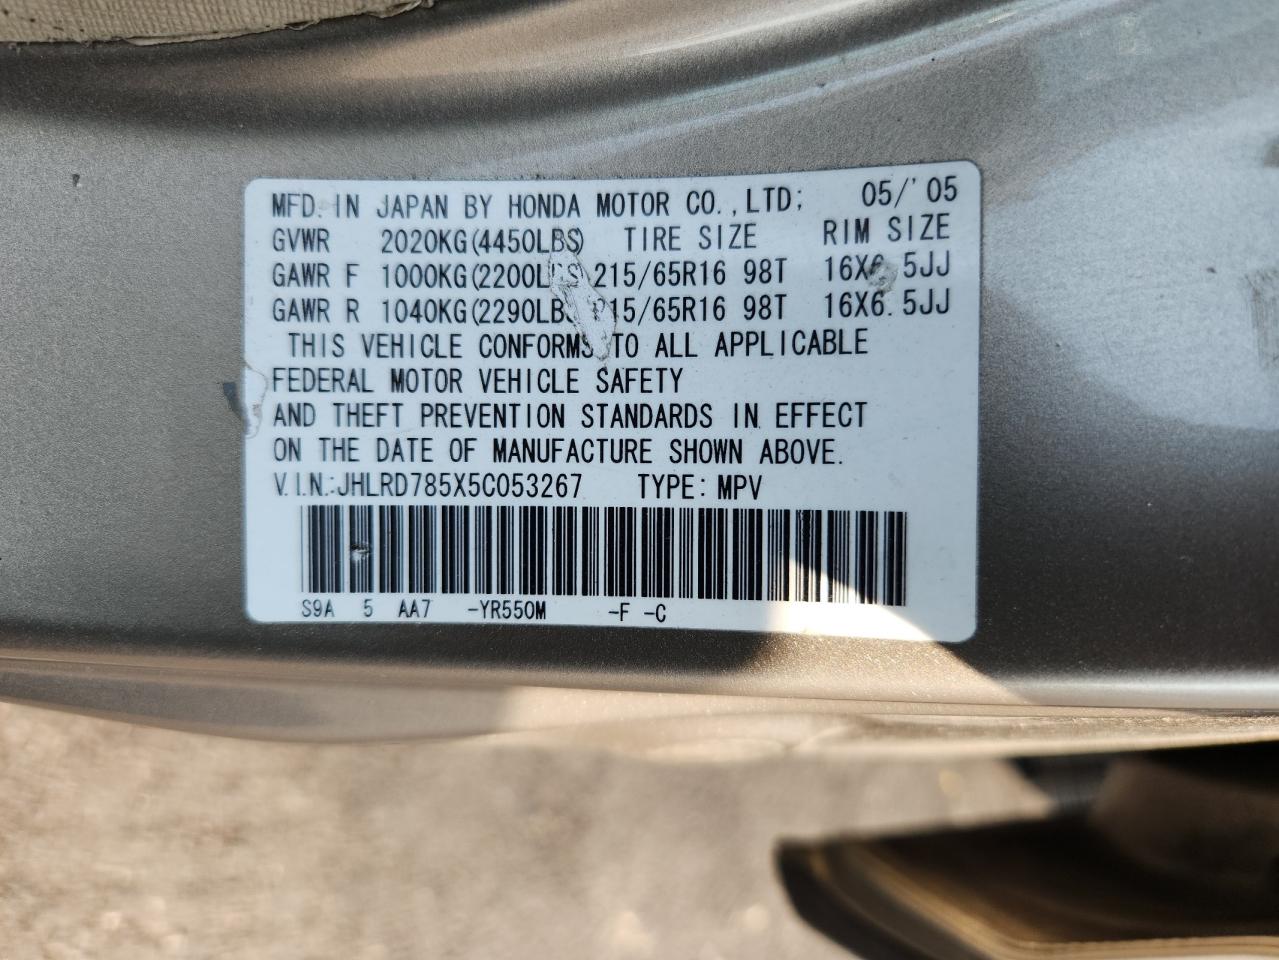 MFD. IN JAPAN BY HONDA MOTOR CO., LTD; 05/'05
GVWR 2020KG(4450LBS) TIRE SIZE RIM SIZE
GAWR F 1000KG(2200LBS) 215/65R16 98T 16X6.5JJ
GAWR R 1040KG(2290LBS) 215/65R16 98T 16X6.5JJ
THIS VEHICLE CONFORMS TO ALL APPLICABLE
FEDERAL MOTOR VEHICLE SAFETY
AND THEFT PREVENTION STANDARDS IN EFFECT
ON THE DATE OF MANUFACTURE SHOWN ABOVE.
V.I.N.:JHLRD785X5C053267 TYPE: MPV
S9A 5 AA7 -YR550M -F -C